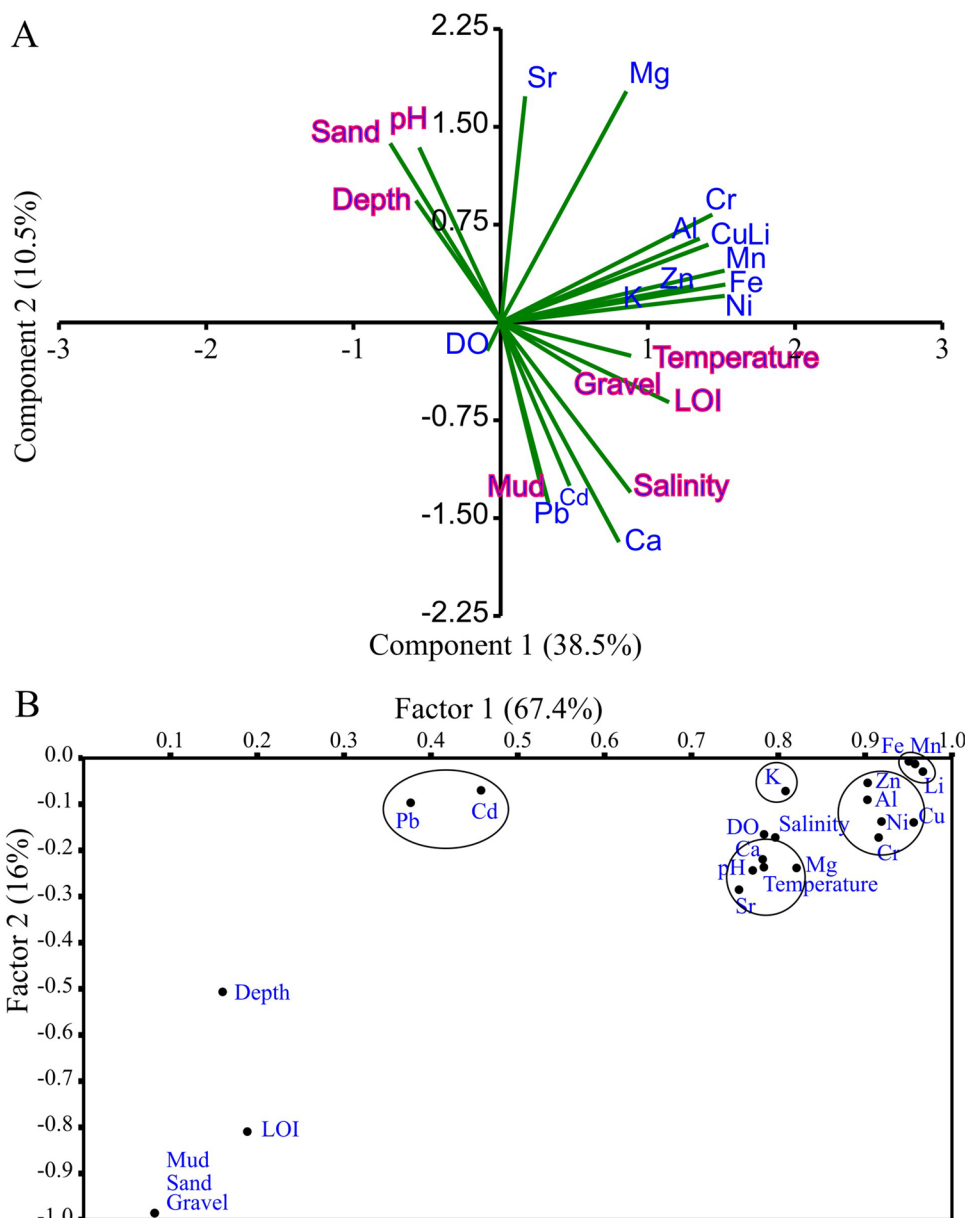 A
2.25
Sr
Mg
Sand
pH
1.50
Depth
Cr
0.75
Al
CuLi
Mn
Zn
Fe
K
Ni
DO
-3
-2
-1
1
2
3
Temperature
Gravel
LOI
-0.75
Mud
Cd
Salinity
-1.50
Pb
Ca
-2.25
Component 2 (10.5%)
Component 1 (38.5%)
B
Factor 1 (67.4%)
0.1
0.2
0.3
0.4
0.5
0.6
0.7
0.8
0.9
1.0
0.0
Fe Mn
K
Zn
Li
-0.1
Al
Pb
Cd
Ni
Cu
DO
Salinity
-0.2
Ca
Cr
pH
Mg
Temperature
-0.3
Sr
-0.4
-0.5
Depth
-0.6
-0.7
-0.8
LOI
Mud
-0.9
Sand
Gravel
-1.0
Factor 2 (16%)